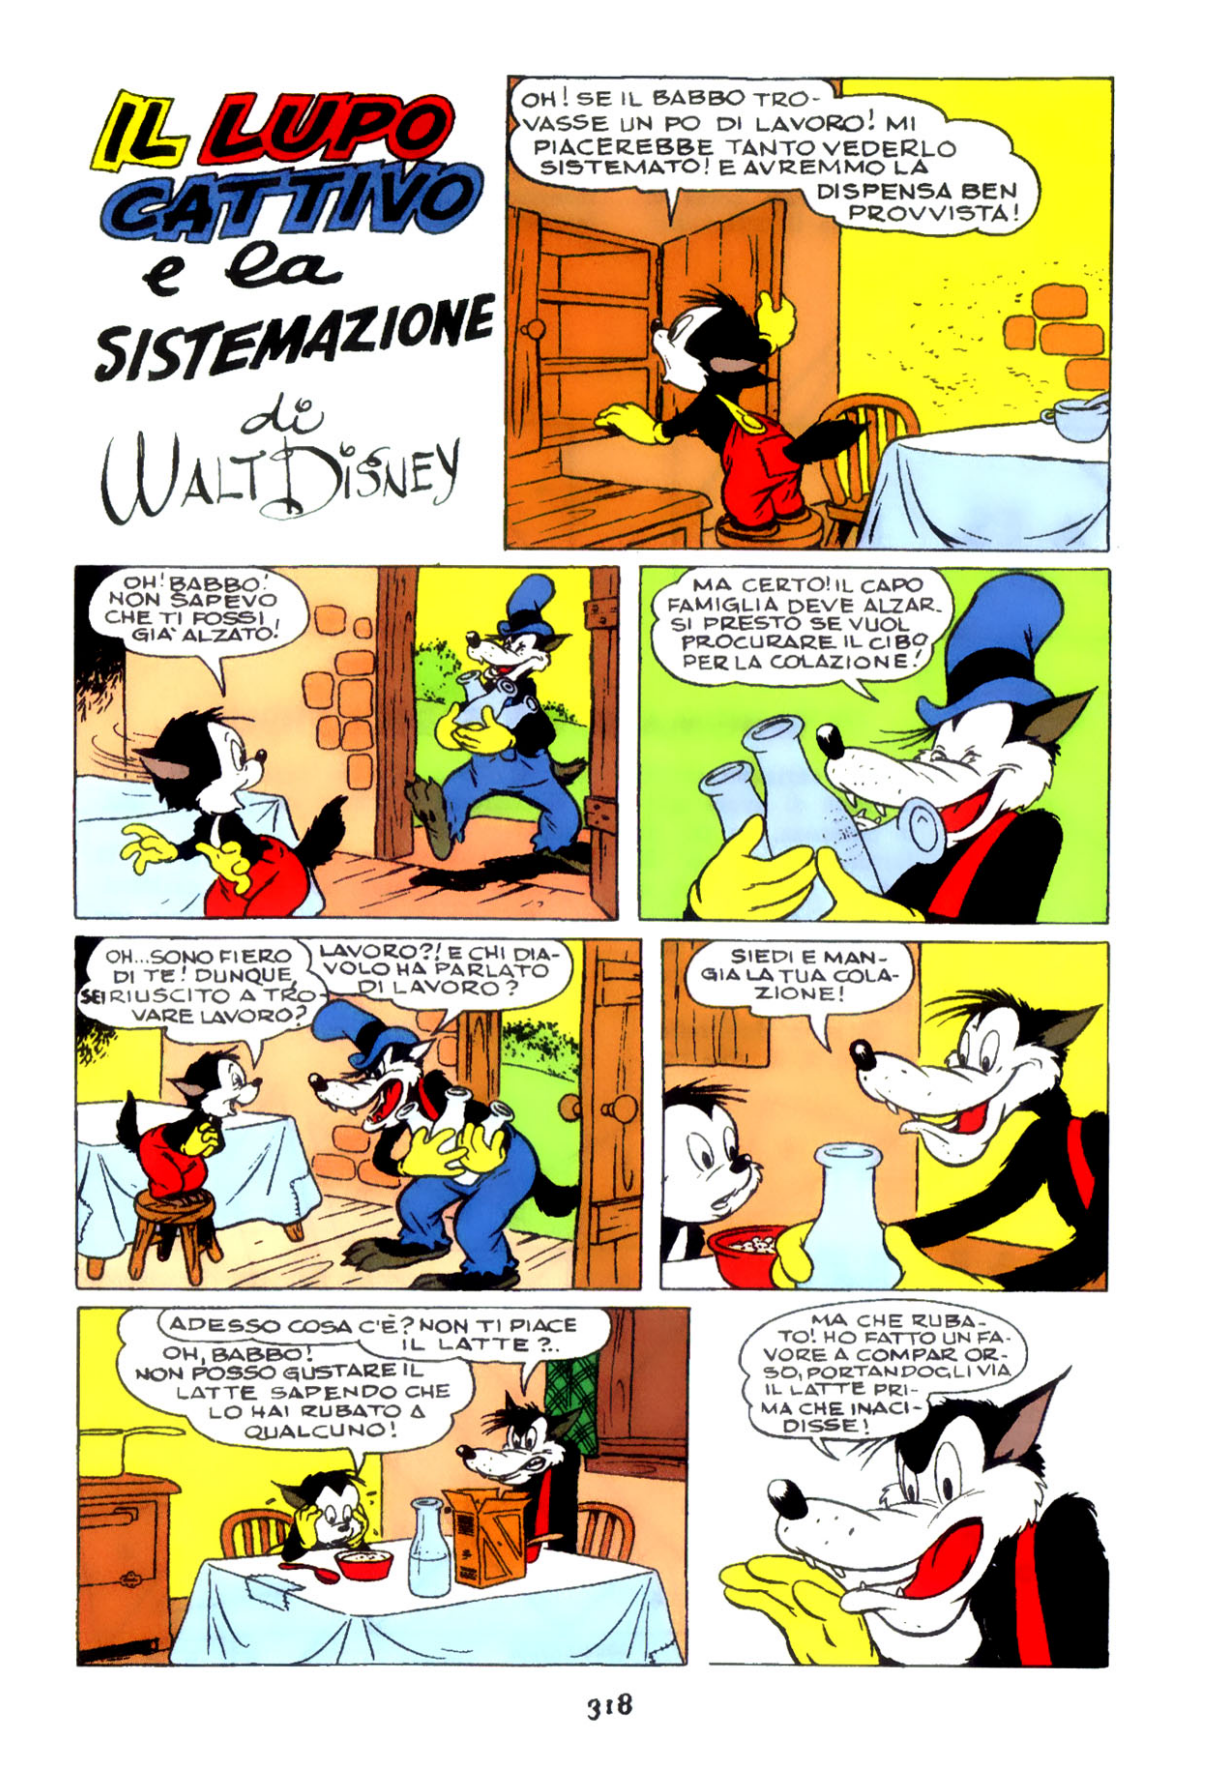 IL LUPO
CATTIVO
e la
SISTEMAZIONE
di
WALT DISNEY
OH! SE IL BABBO TRO-
VASSE UN PO DI LAVORO! MI
PIACEREBBE TANTO VEDERLO
SISTEMATO! E AVREMMO LA
DISPENSA BEN
PROVVISTA!
OH! BABBO!
NON SAPEVO
CHE TI FOSSI
GIA' ALZATO!
MA CERTO! IL CAPO
FAMIGLIA DEVE ALZAR-
SI PRESTO SE VUOL
PROCURARE IL CIBO
PER LA COLAZIONE!
OH...SONO FIERO
DI TE! DUNQUE,
SEI RIUSCITO A TRO-
VARE LAVORO?
LAVORO?! E CHI DIA-
VOLO HA PARLATO
DI LAVORO?
SIEDI E MAN-
GIA LA TUA COLA-
ZIONE!
ADESSO COSA C'È? NON TI PIACE
IL LATTE?..
OH, BABBO!
NON POSSO GUSTARE IL
LATTE SAPENDO CHE
LO HAI RUBATO A
QUALCUNO!
MA CHE RUBA-
TO! HO FATTO UN FA-
VORE A COMPAR OR-
SO, PORTANDOGLI VIA
IL LATTE PRI-
MA CHE INACI-
DISSE!
318